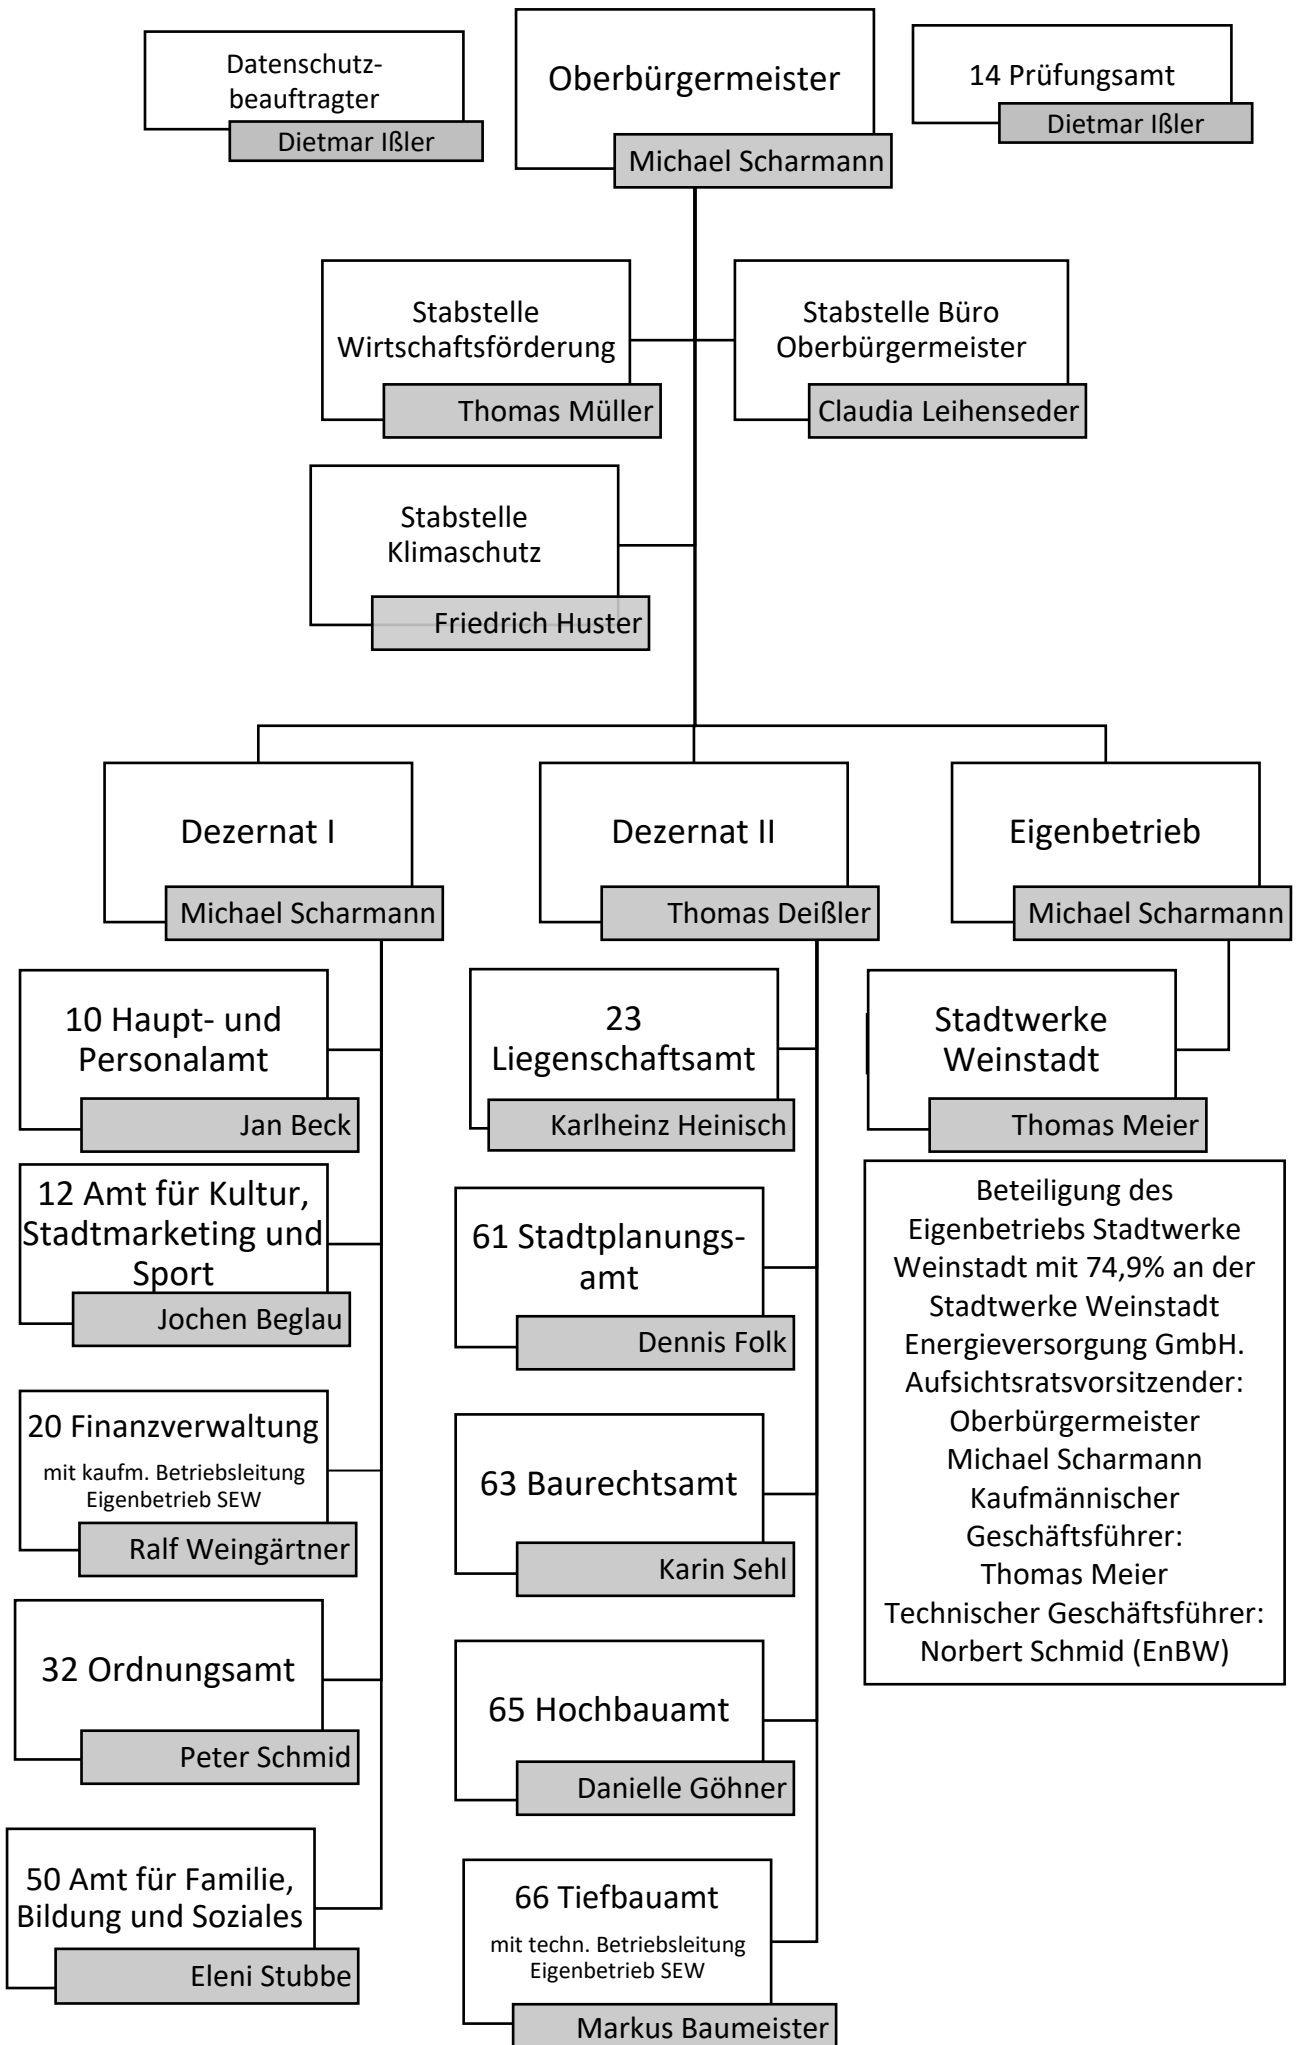 Datenschutz-
beauftragter
Dietmar Ißler
Oberbürgermeister
Michael Scharmann
14 Prüfungsamt
Dietmar Ißler
Stabstelle
Wirtschaftsförderung
Thomas Müller
Stabstelle Büro
Oberbürgermeister
Claudia Leihenseder
Stabstelle
Klimaschutz
Friedrich Huster
Dezernat I
Michael Scharmann
Dezernat II
Thomas Deißler
Eigenbetrieb
Michael Scharmann
10 Haupt- und
Personalamt
Jan Beck
12 Amt für Kultur,
Stadtmarketing und
Sport
Jochen Beglau
20 Finanzverwaltung
mit kaufm. Betriebsleitung
Eigenbetrieb SEW
Ralf Weingärtner
32 Ordnungsamt
Peter Schmid
50 Amt für Familie,
Bildung und Soziales
Eleni Stubbe
23
Liegenschaftsamt
Karlheinz Heinisch
61 Stadtplanungs-
amt
Dennis Folk
63 Baurechtsamt
Karin Sehl
65 Hochbauamt
Danielle Göhner
66 Tiefbauamt
mit techn. Betriebsleitung
Eigenbetrieb SEW
Markus Baumeister
Stadtwerke
Weinstadt
Thomas Meier
Beteiligung des
Eigenbetriebs Stadtwerke
Weinstadt mit 74,9% an der
Stadtwerke Weinstadt
Energieversorgung GmbH.
Aufsichtsratsvorsitzender:
Oberbürgermeister
Michael Scharmann
Kaufmännischer
Geschäftsführer:
Thomas Meier
Technischer Geschäftsführer:
Norbert Schmid (EnBW)